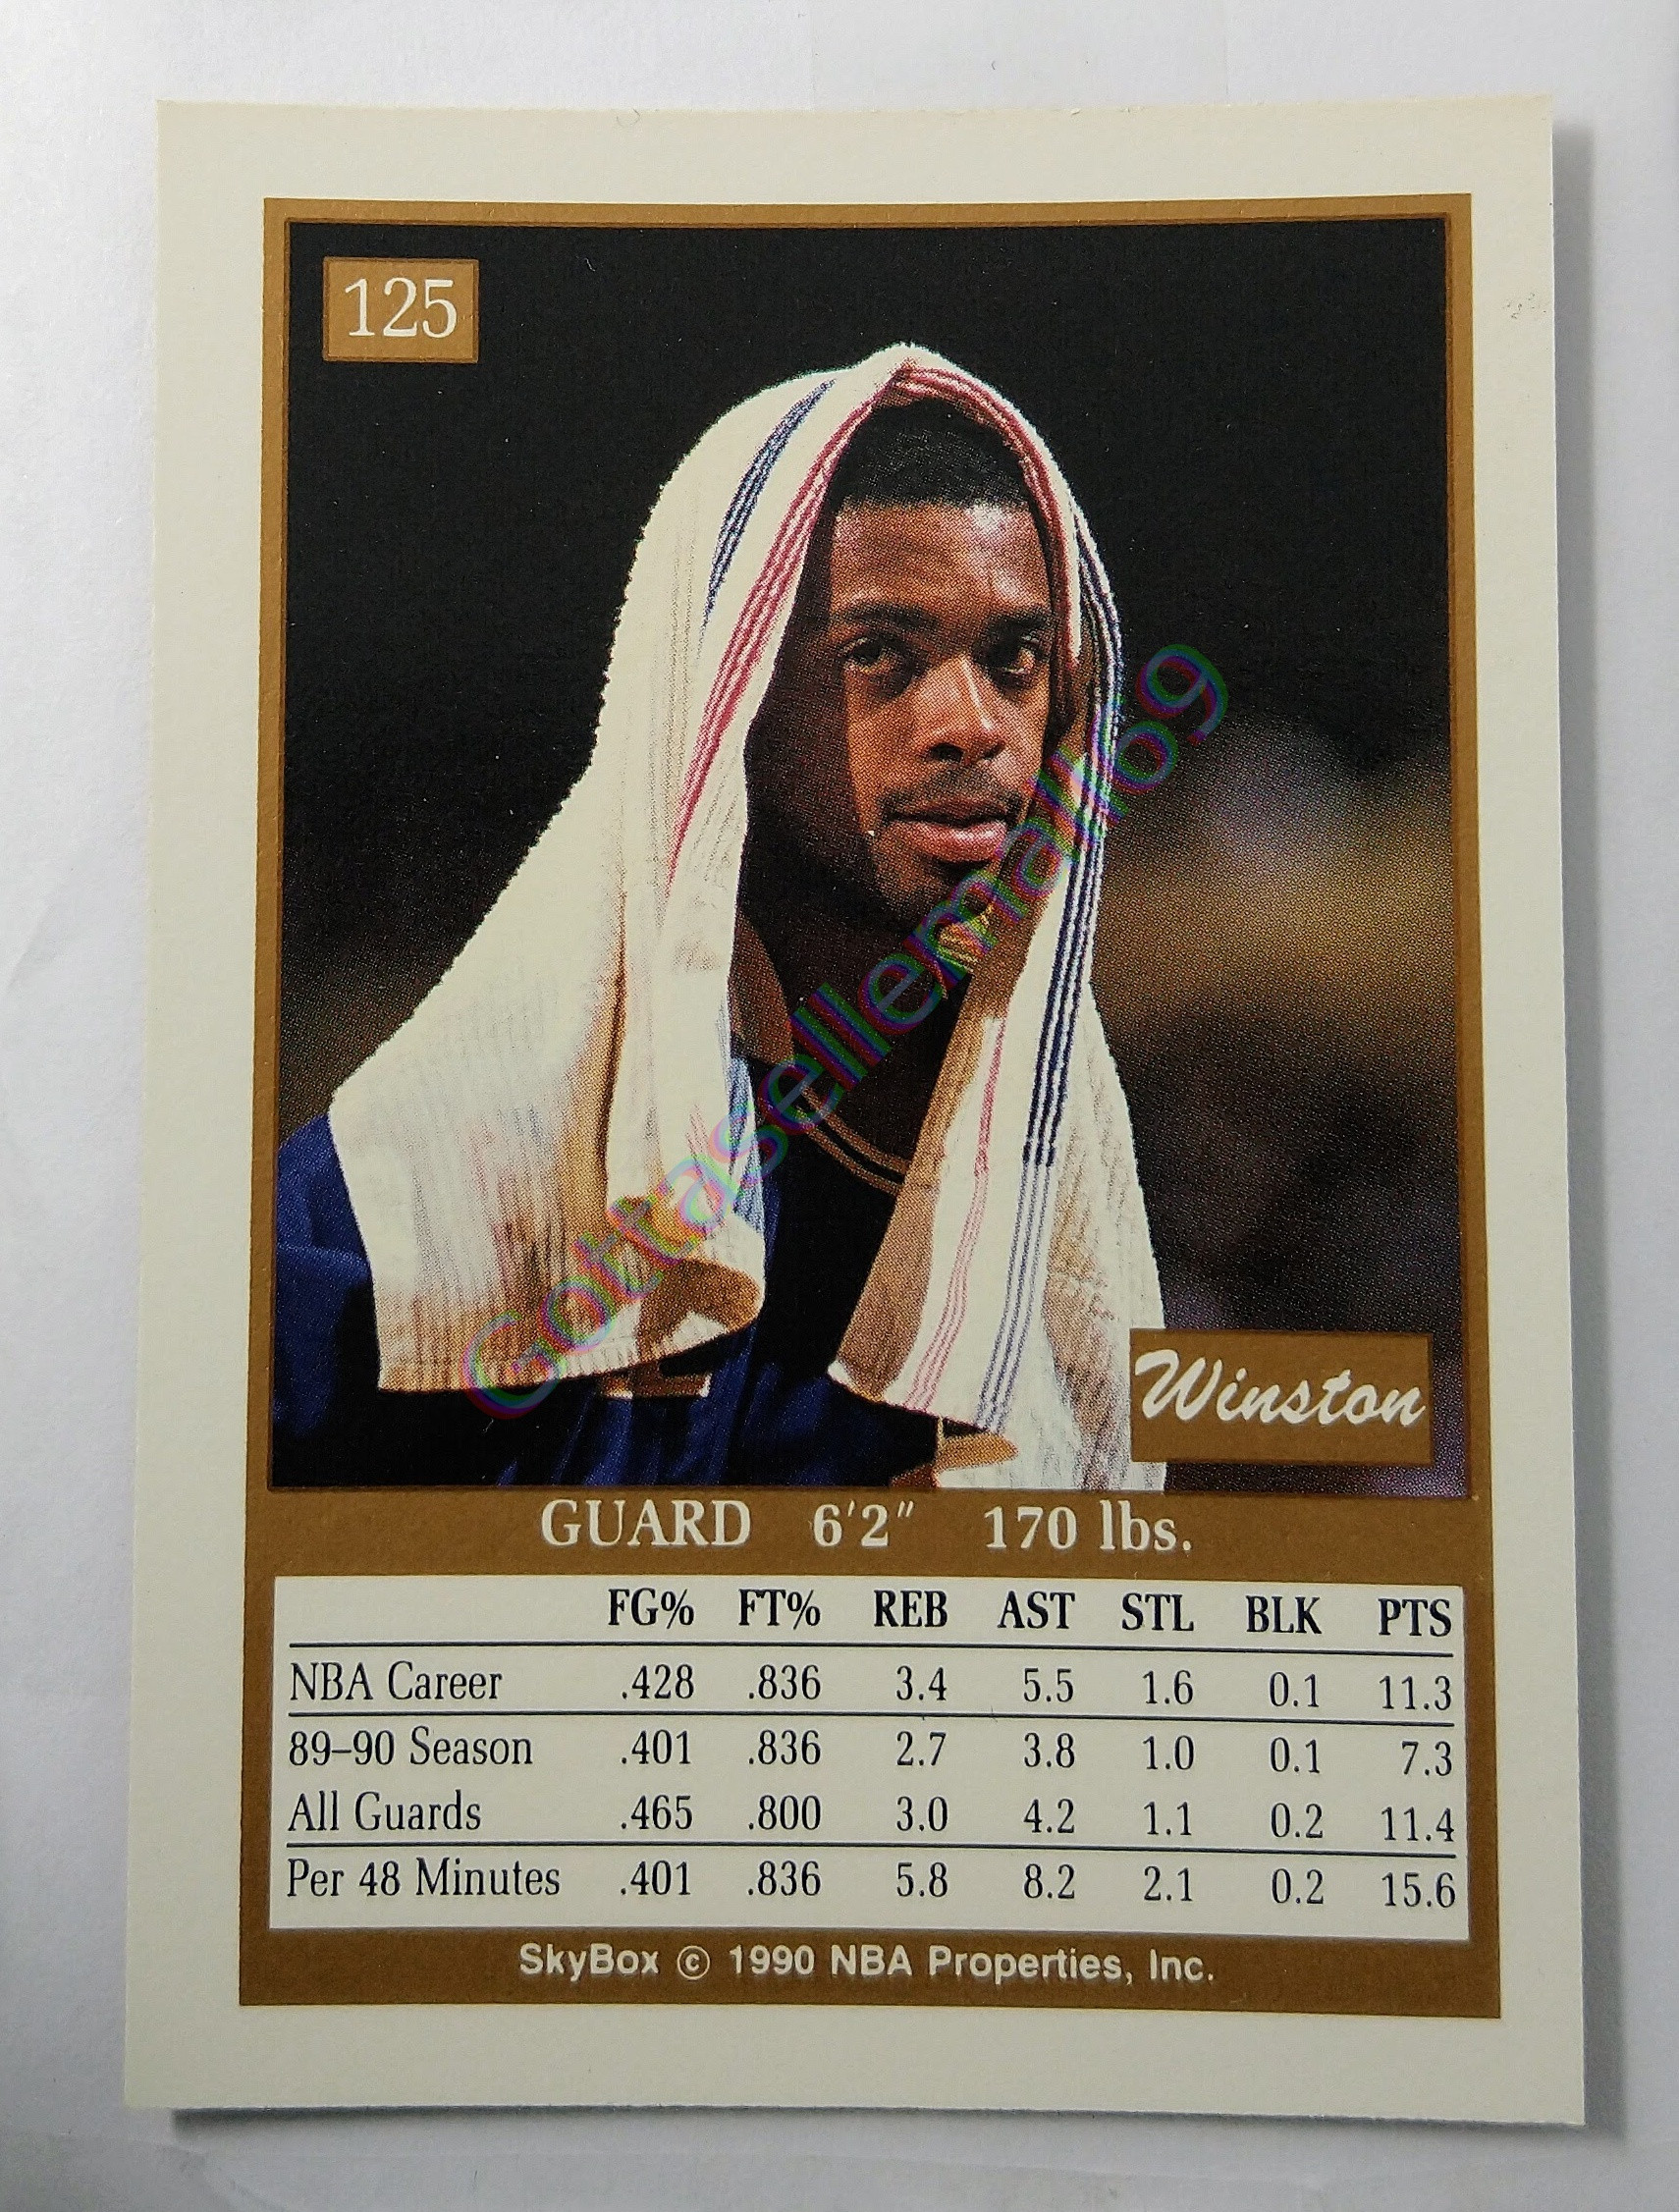 125
Gottasellemall69
Winston
GUARD 6'2" 170 lbs.
FG% FT% REB AST STL BLK PTS
NBA Career .428 .836 3.4 5.5 1.6 0.1 11.3
89–90 Season .401 .836 2.7 3.8 1.0 0.1 7.3
All Guards .465 .800 3.0 4.2 1.1 0.2 11.4
Per 48 Minutes .401 .836 5.8 8.2 2.1 0.2 15.6
SkyBox © 1990 NBA Properties, Inc.